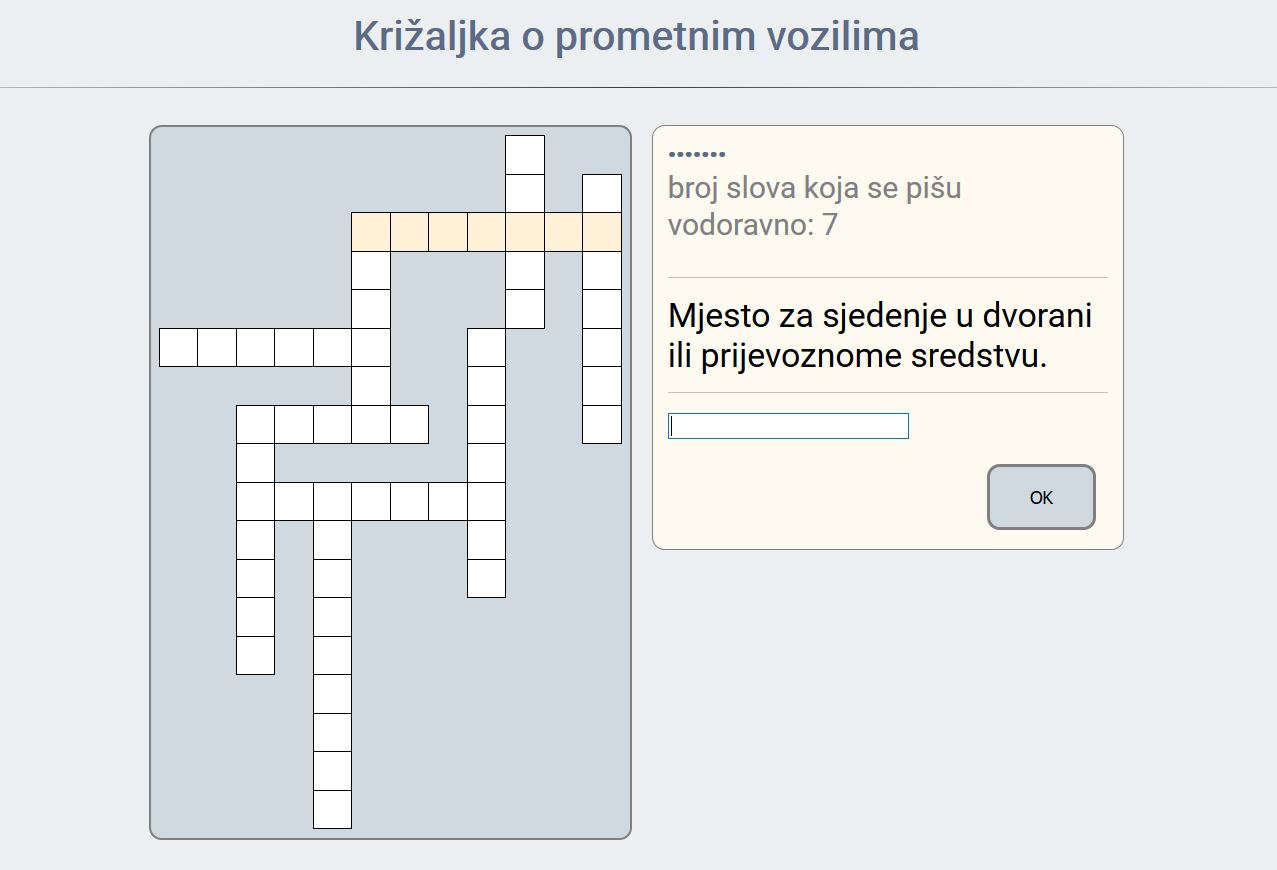 Križaljka o prometnim vozilima
•••••••
broj slova koja se pišu
vodoravno: 7
Mjesto za sjedenje u dvorani
ili prijevoznome sredstvu.
OK